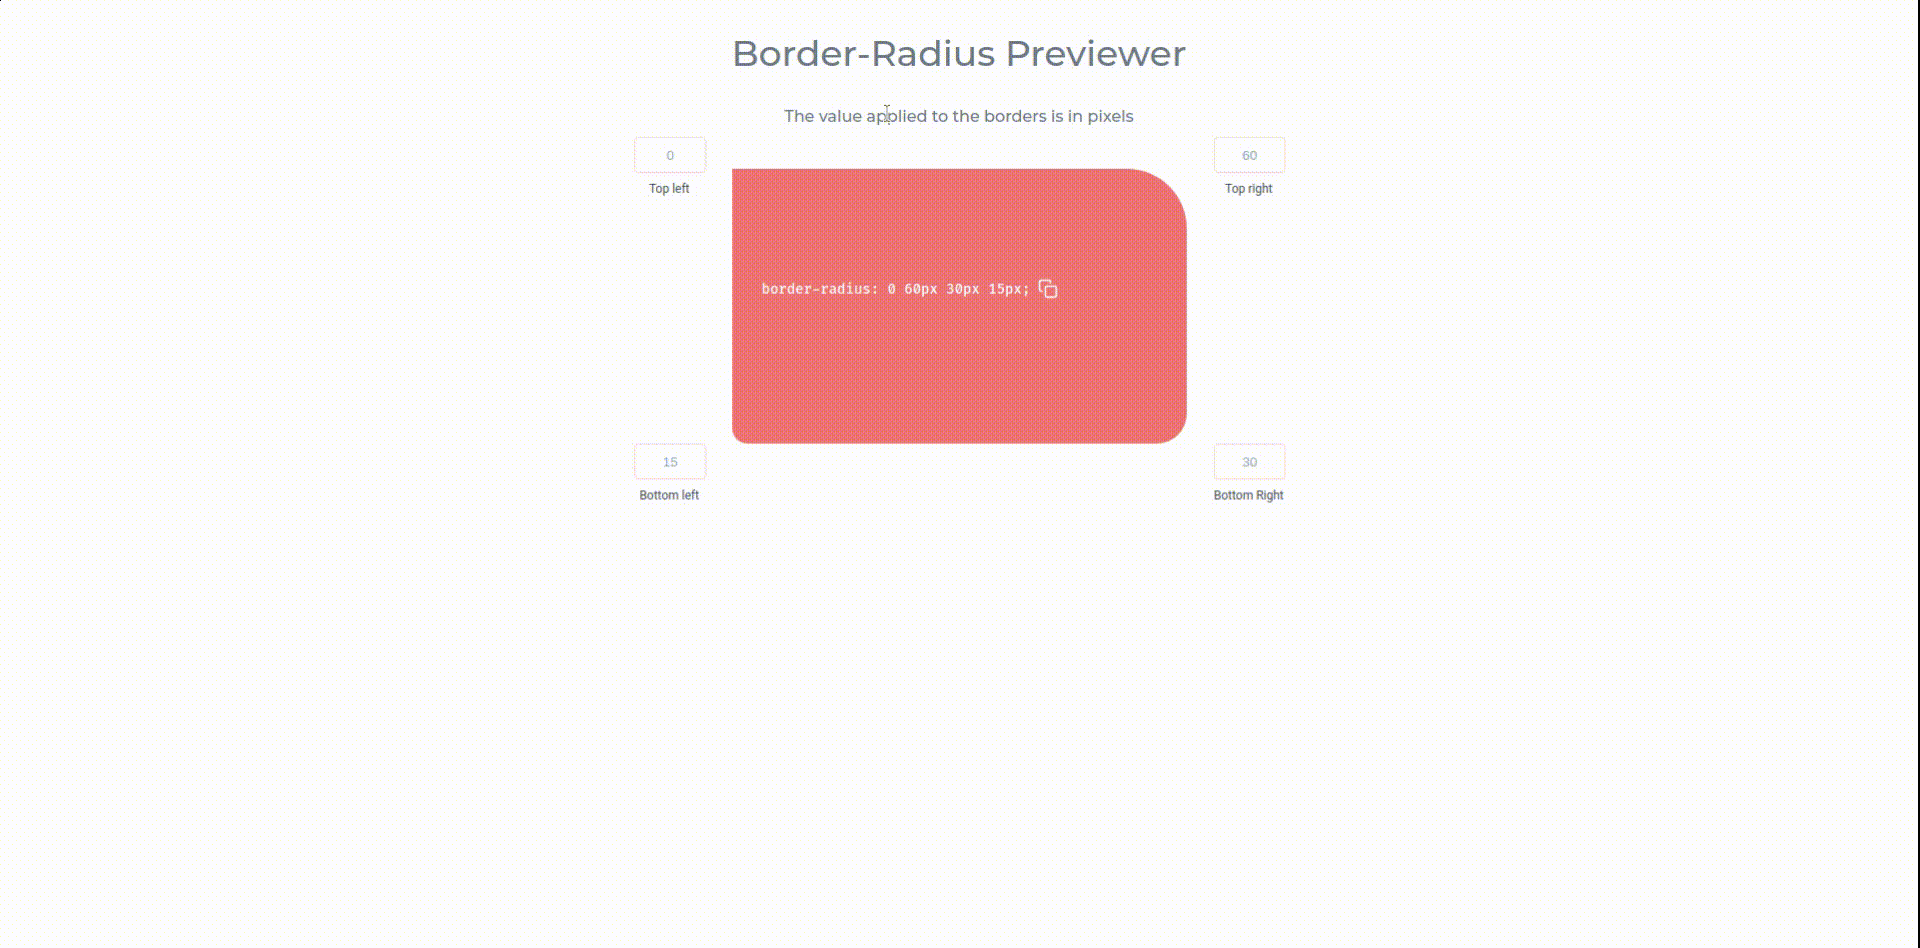 Border-Radius Previewer
The value applied to the borders is in pixels
0
Top left
60
Top right
border-radius: 0 60px 30px 15px;
15
Bottom left
30
Bottom Right